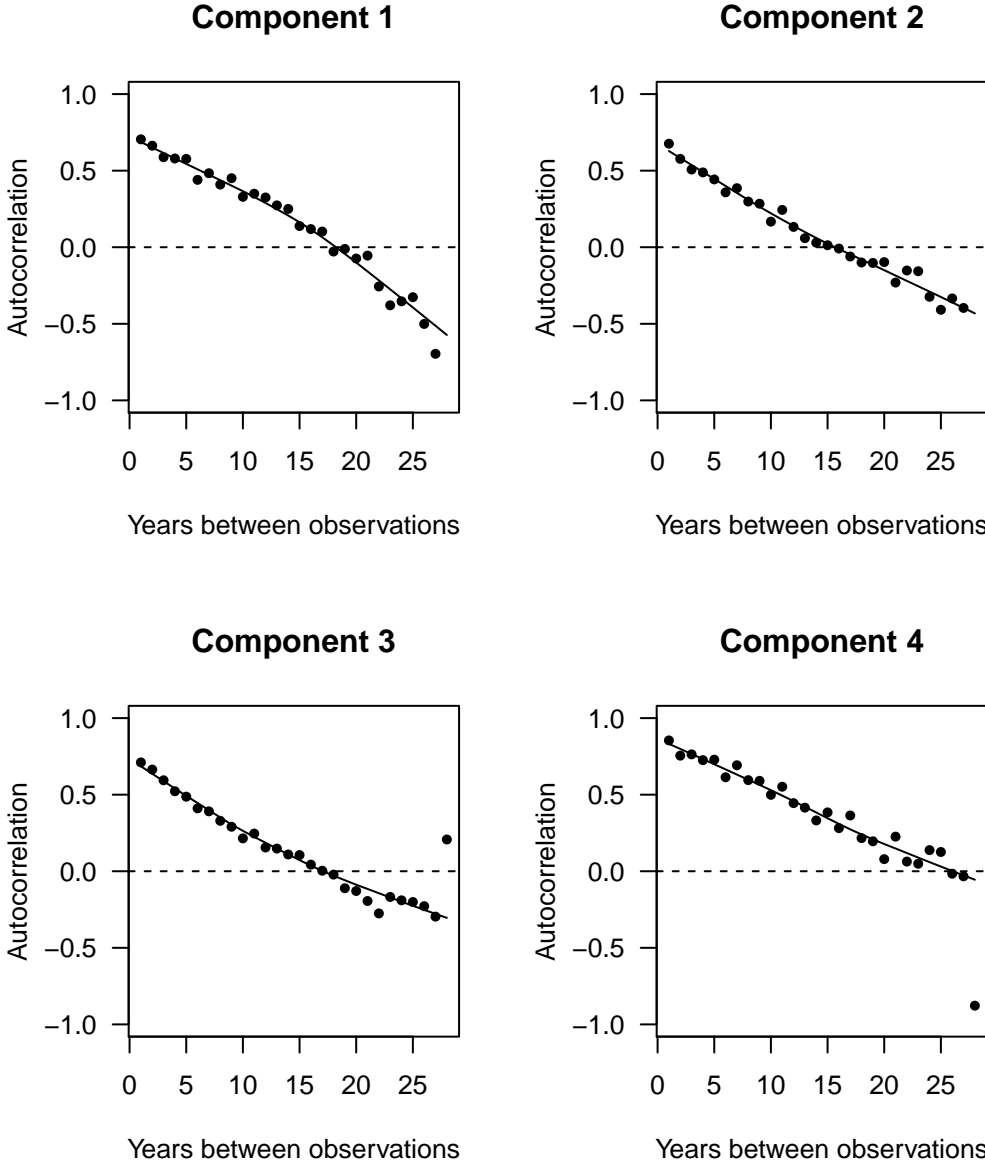 Component 1
Component 2
1.0
0.5
0.0
−0.5
−1.0
Autocorrelation
0 5 10 15 20 25
Years between observations
1.0
0.5
0.0
−0.5
−1.0
Autocorrelation
0 5 10 15 20 25
Years between observations
Component 3
Component 4
1.0
0.5
0.0
−0.5
−1.0
Autocorrelation
0 5 10 15 20 25
Years between observations
1.0
0.5
0.0
−0.5
−1.0
Autocorrelation
0 5 10 15 20 25
Years between observations